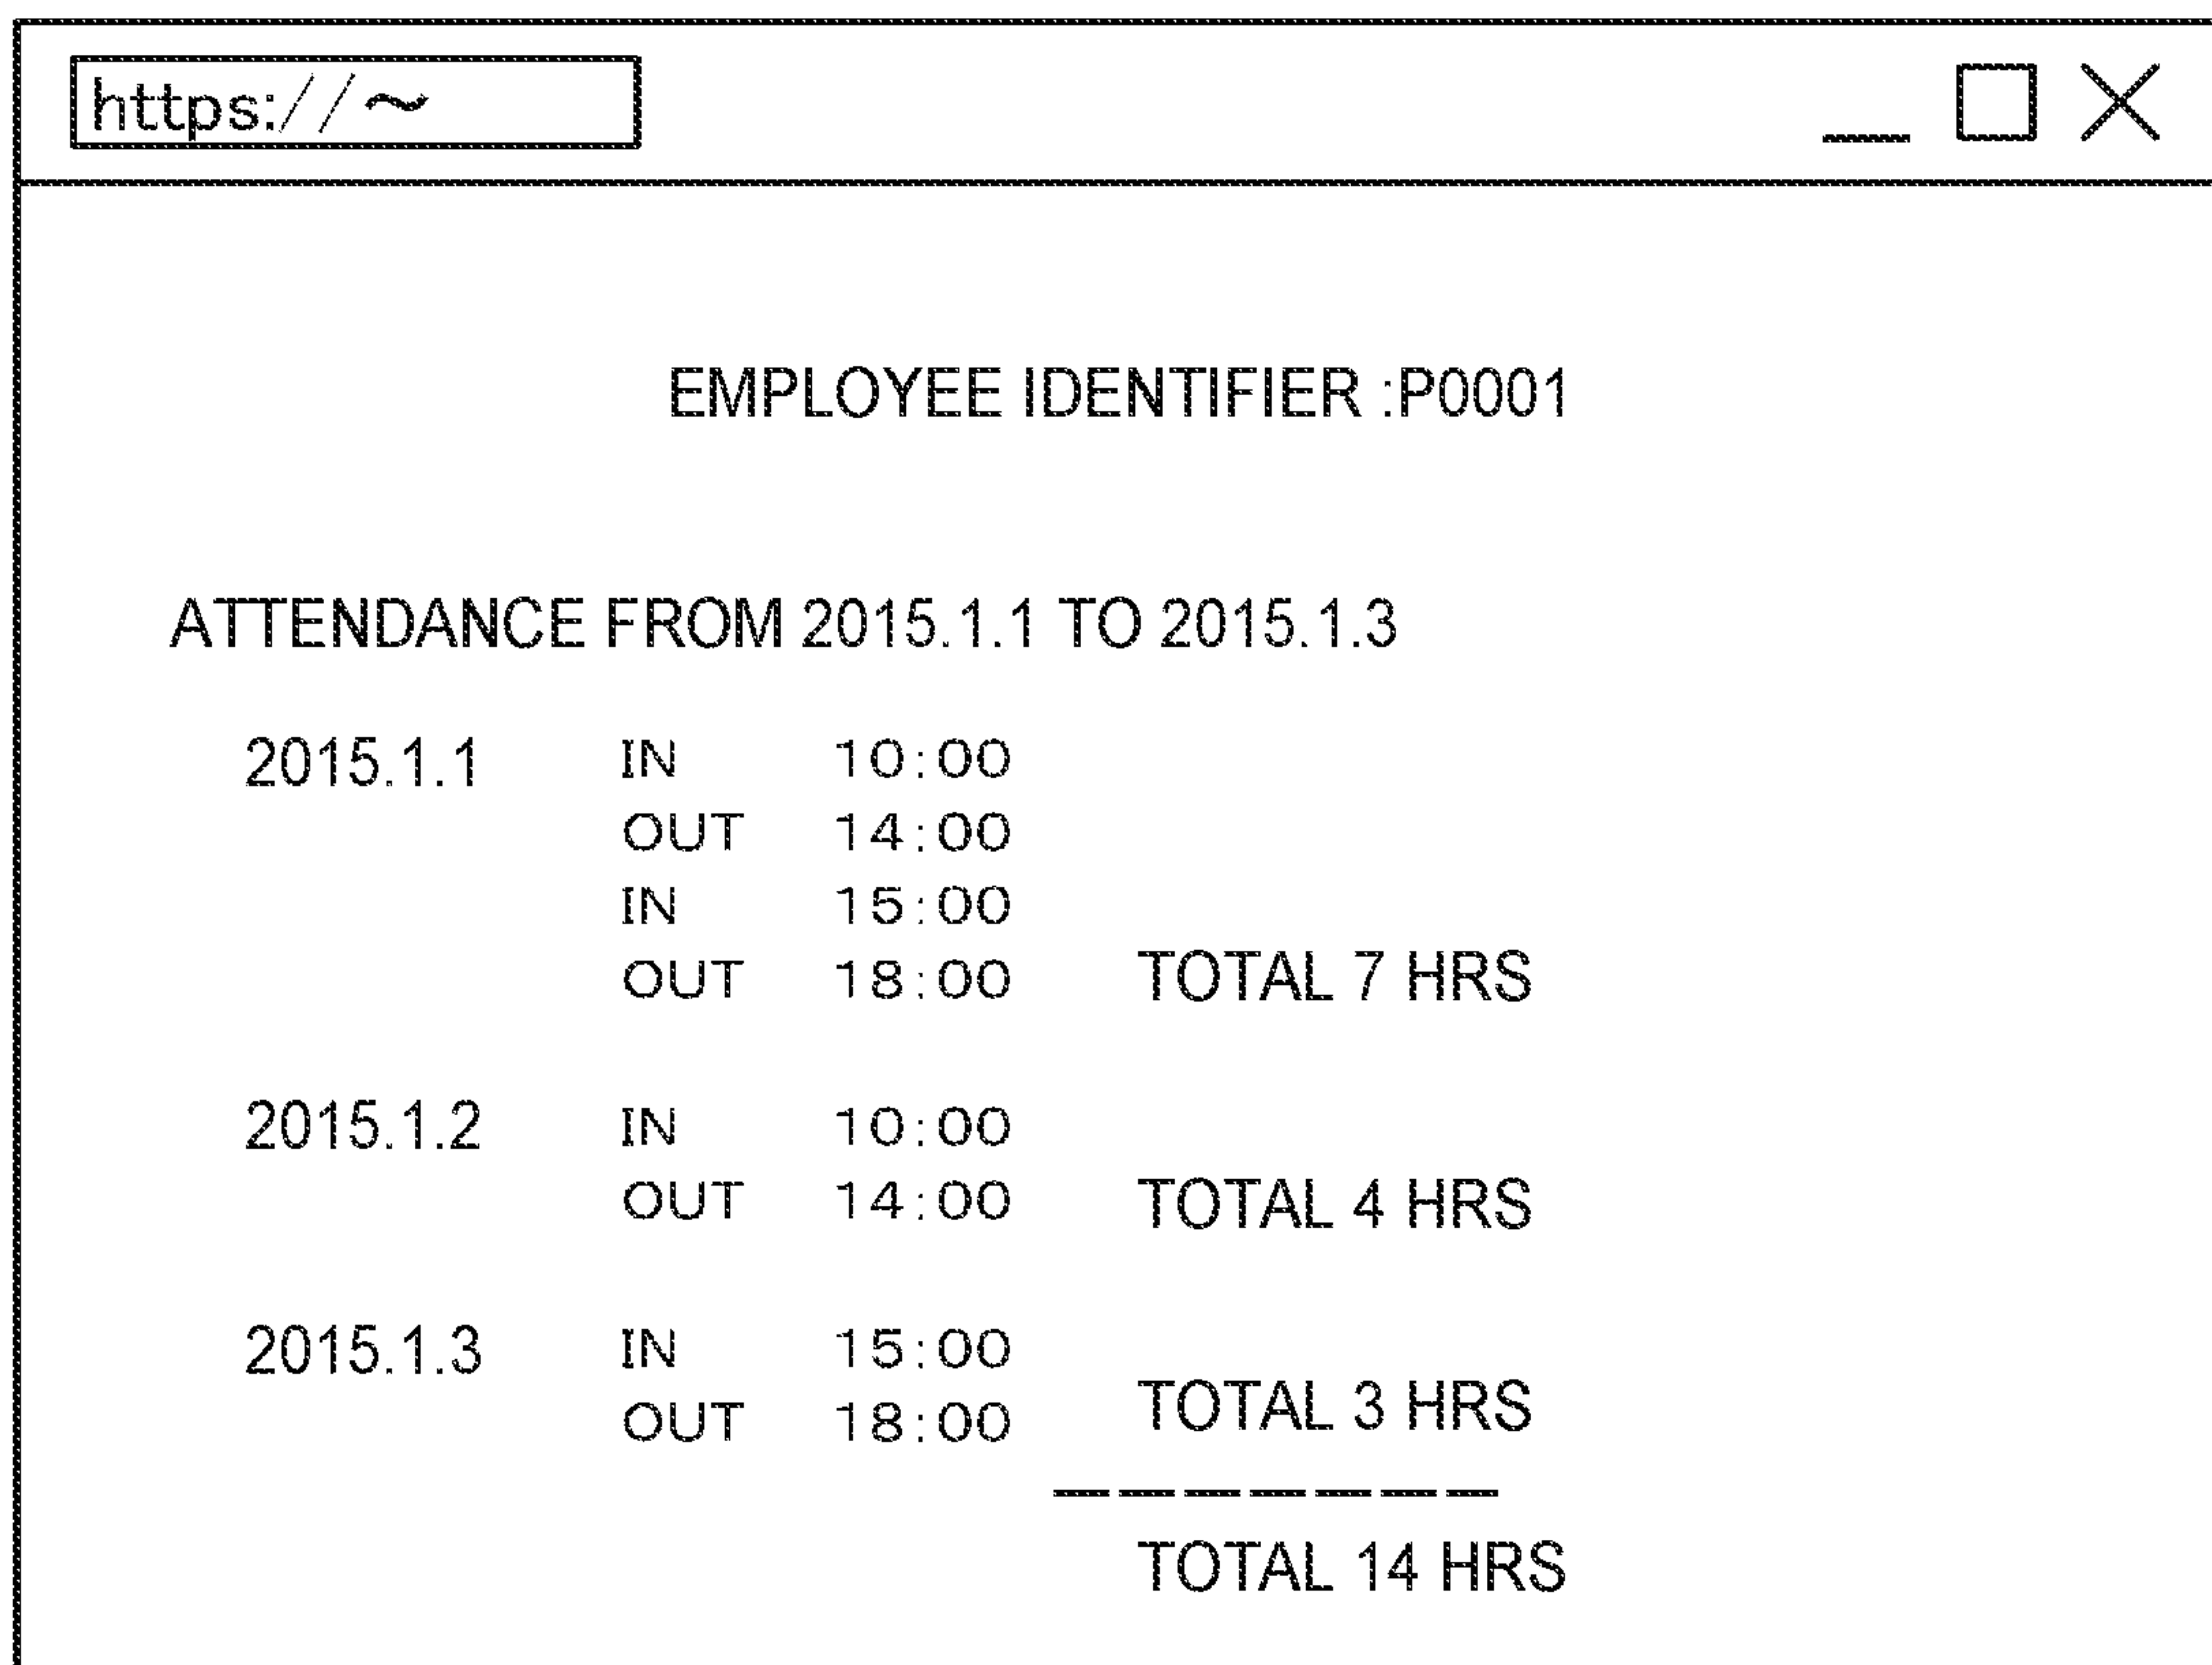 https://~
EMPLOYEE IDENTIFIER :P0001
ATTENDANCE FROM 2015.1.1 TO 2015.1.3
2015.1.1 IN 10:00
OUT 14:00
IN 15:00
OUT 18:00 TOTAL 7 HRS
2015.1.2 IN 10:00
OUT 14:00 TOTAL 4 HRS
2015.1.3 IN 15:00
OUT 18:00 TOTAL 3 HRS
TOTAL 14 HRS